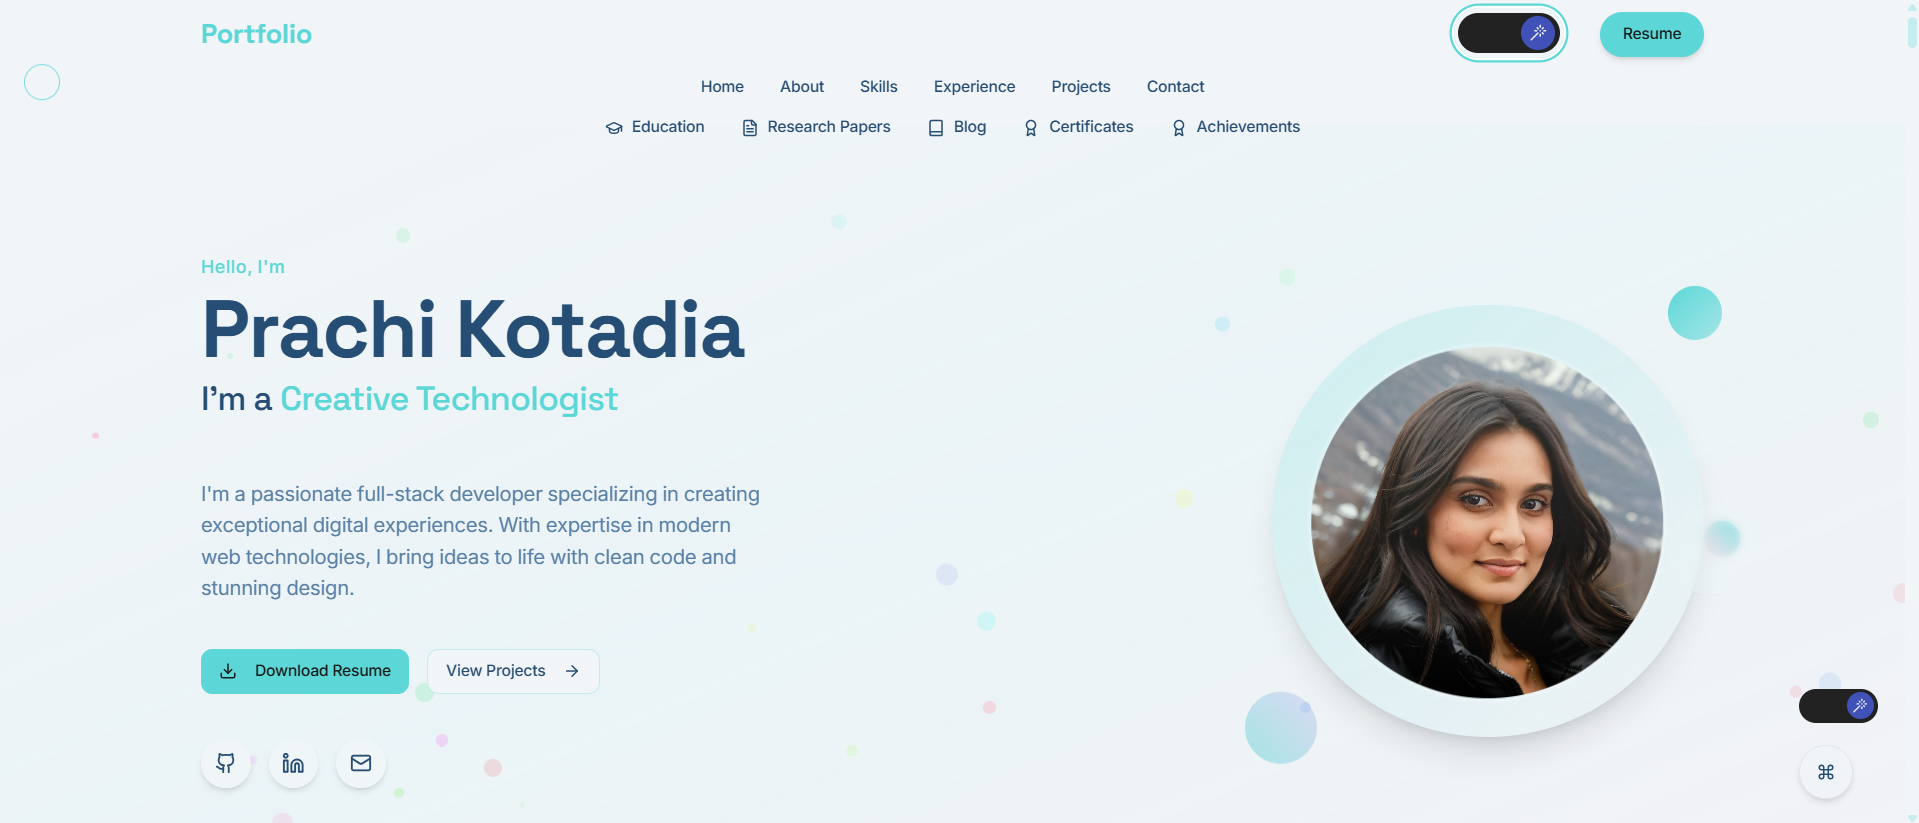 Portfolio
Resume
Home About Skills Experience Projects Contact
Education Research Papers Blog Certificates Achievements
Hello, I'm
Prachi Kotadia
I'm a Creative Technologist
I'm a passionate full-stack developer specializing in creating
exceptional digital experiences. With expertise in modern
web technologies, I bring ideas to life with clean code and
stunning design.
Download Resume View Projects